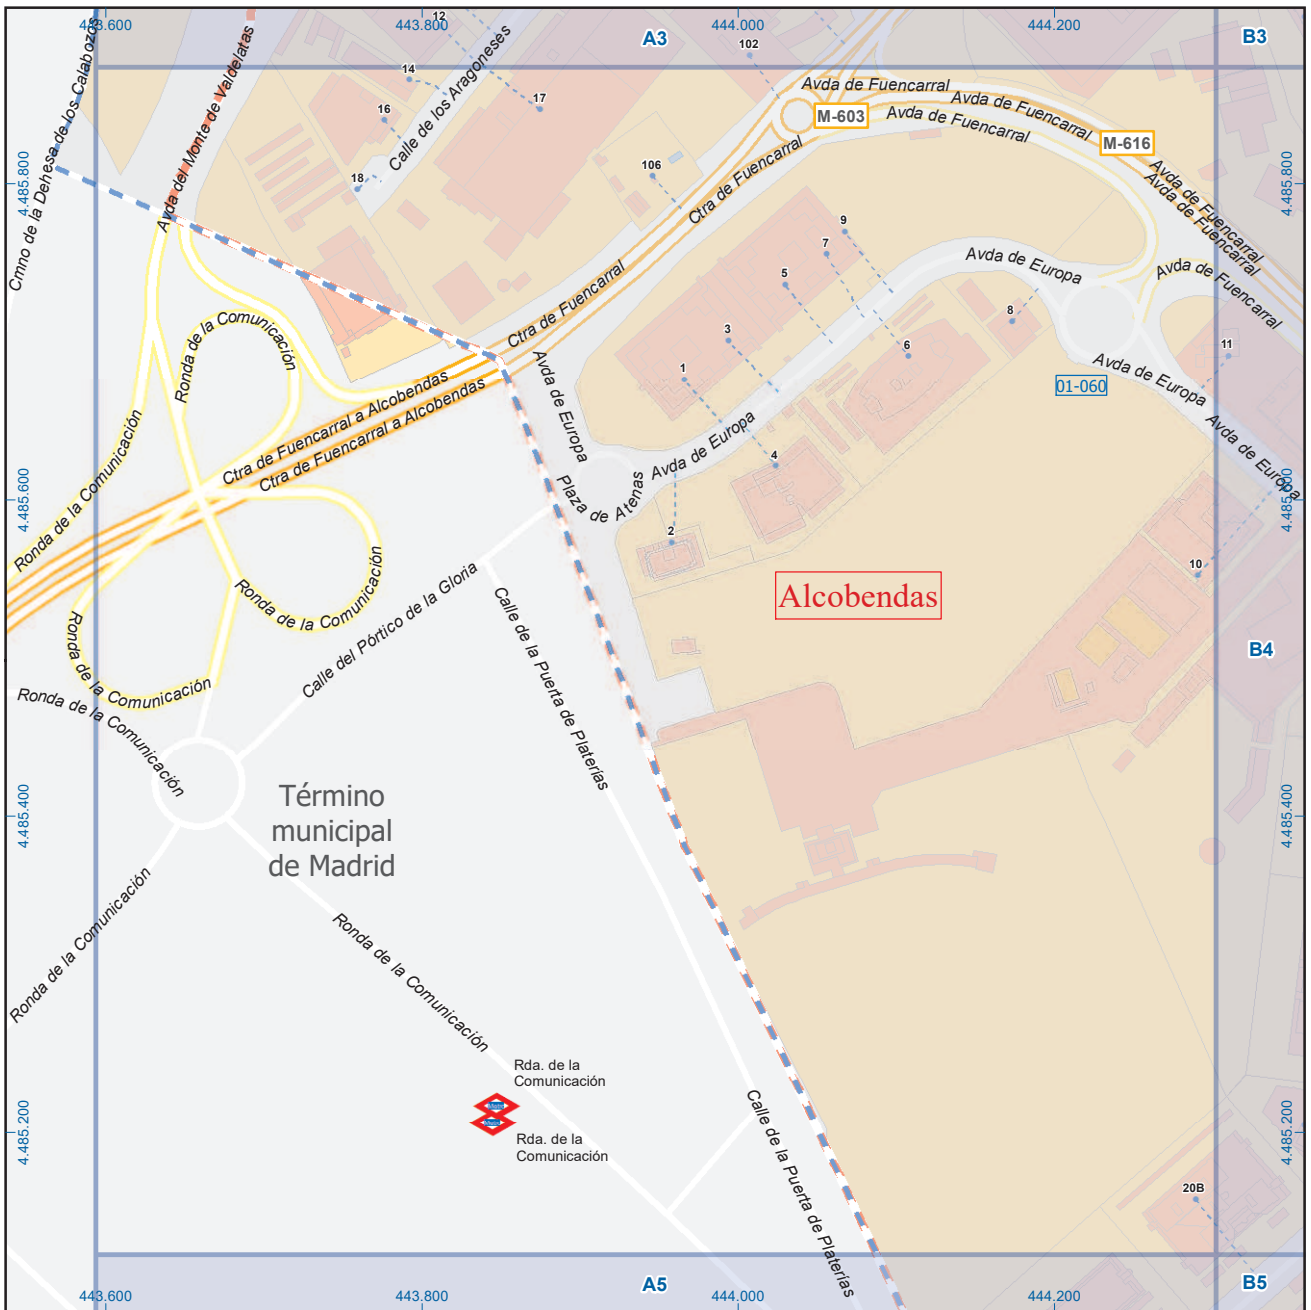 443.600
443.800
444.000
444.200
A3
B3
12
14
16
17
18
102
106
Cmno de la Dehesa de los Calabozos
Avda del Monte de Valdelatas
Calle de los Aragoneses
Avda de Fuencarral
M-603
Avda de Fuencarral
Avda de Fuencarral
M-616
Avda de Fuencarral
Avda de Fuencarral
Avda de Fuencarral
4.485.800
4.485.800
Ctra de Fuencarral
Ctra de Fuencarral
9
7
5
3
1
8
6
11
4
2
10
Avda de Europa
Avda de Europa
Avda de Europa
Avda de Europa
Avda de Europa
01-060
Ronda de la Comunicación
Ronda de la Comunicación
Ctra de Fuencarral a Alcobendas
Ctra de Fuencarral a Alcobendas
Plaza de Atenas
4.485.600
4.485.600
Ronda de la Comunicación
Ronda de la Comunicación
Ronda de la Comunicación
Calle del Pórtico de la Gloria
Calle de la Puerta de Platerías
Alcobendas
B4
Término
municipal
de Madrid
4.485.400
4.485.400
Ronda de la Comunicación
Ronda de la Comunicación
Rda. de la
Comunicación
Rda. de la
Comunicación
Calle de la Puerta de Platerías
4.485.200
4.485.200
20B
A5
B5
443.600
443.800
444.000
444.200